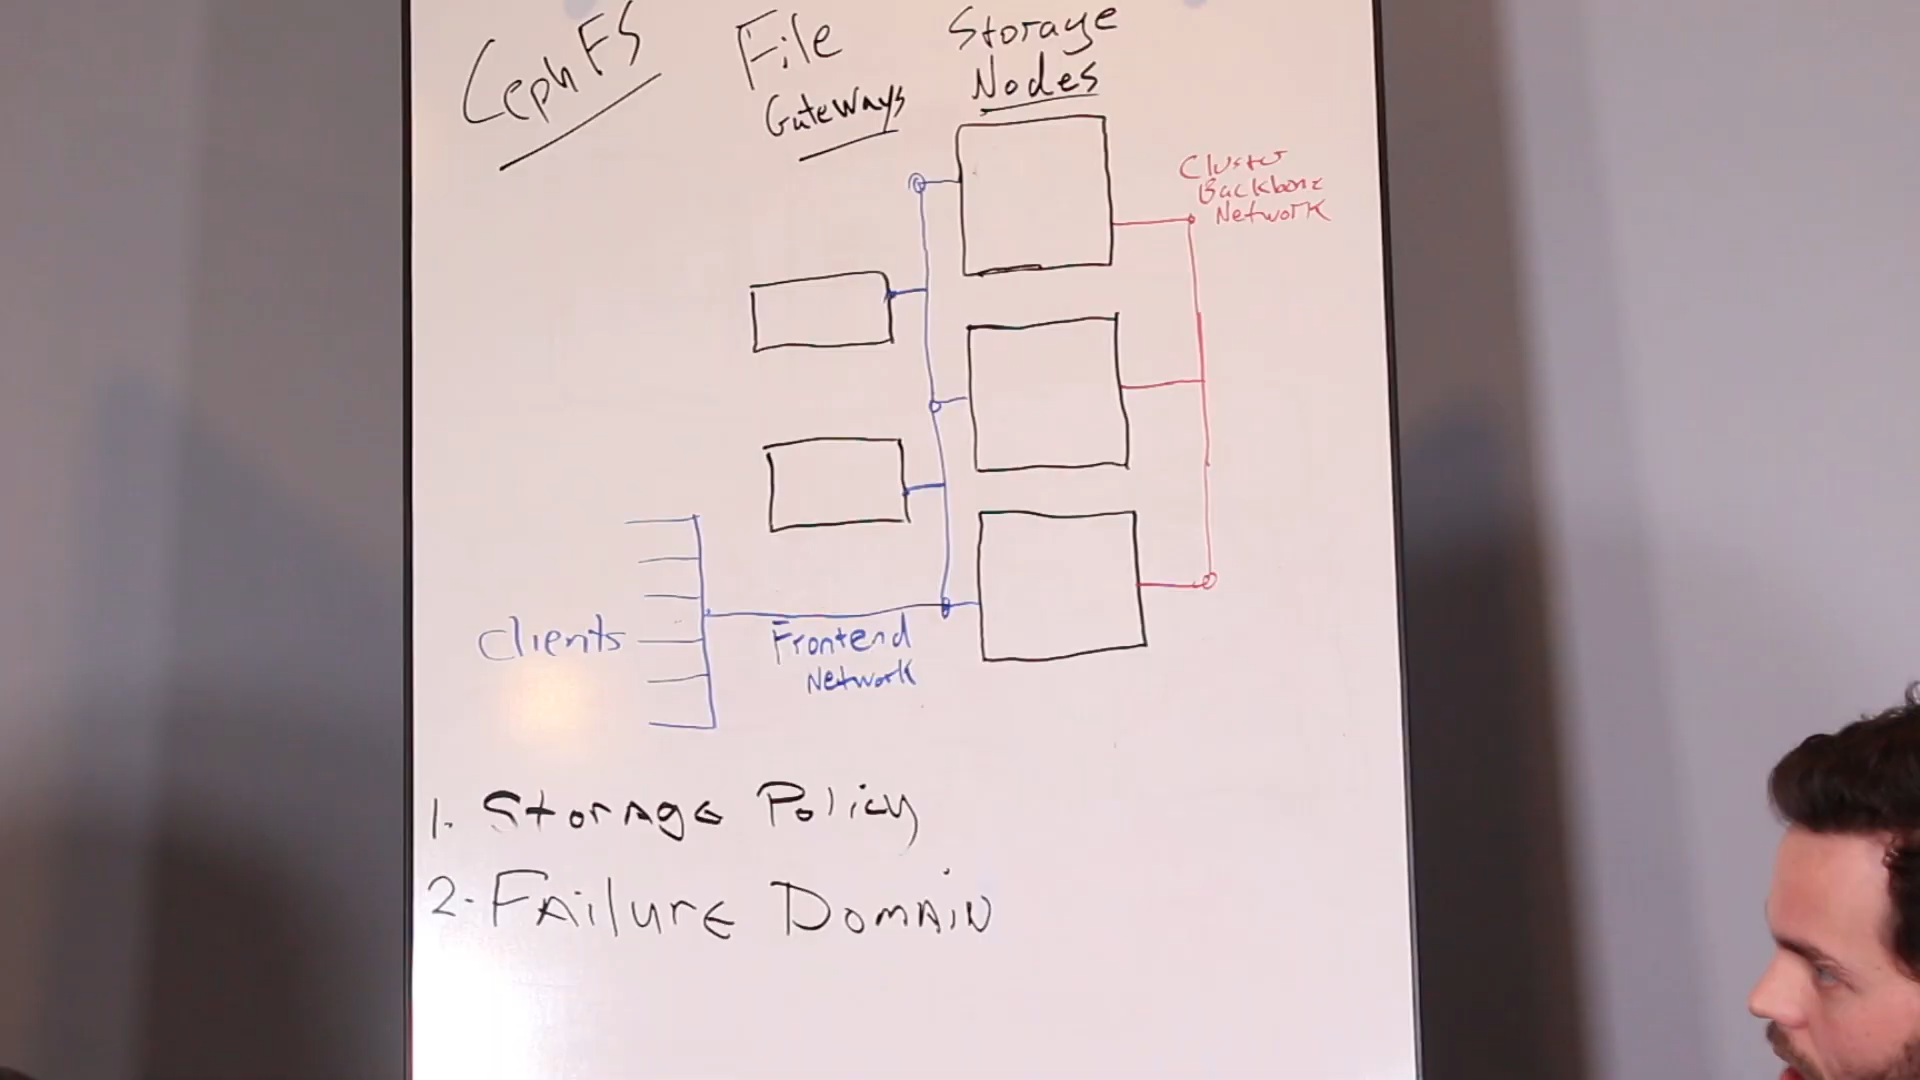 CephFS
File
Gateways
Storage
Nodes
Cluster
Backbone
Network
Clients
Frontend
Network
1. Storage Policy
2. Failure Domain